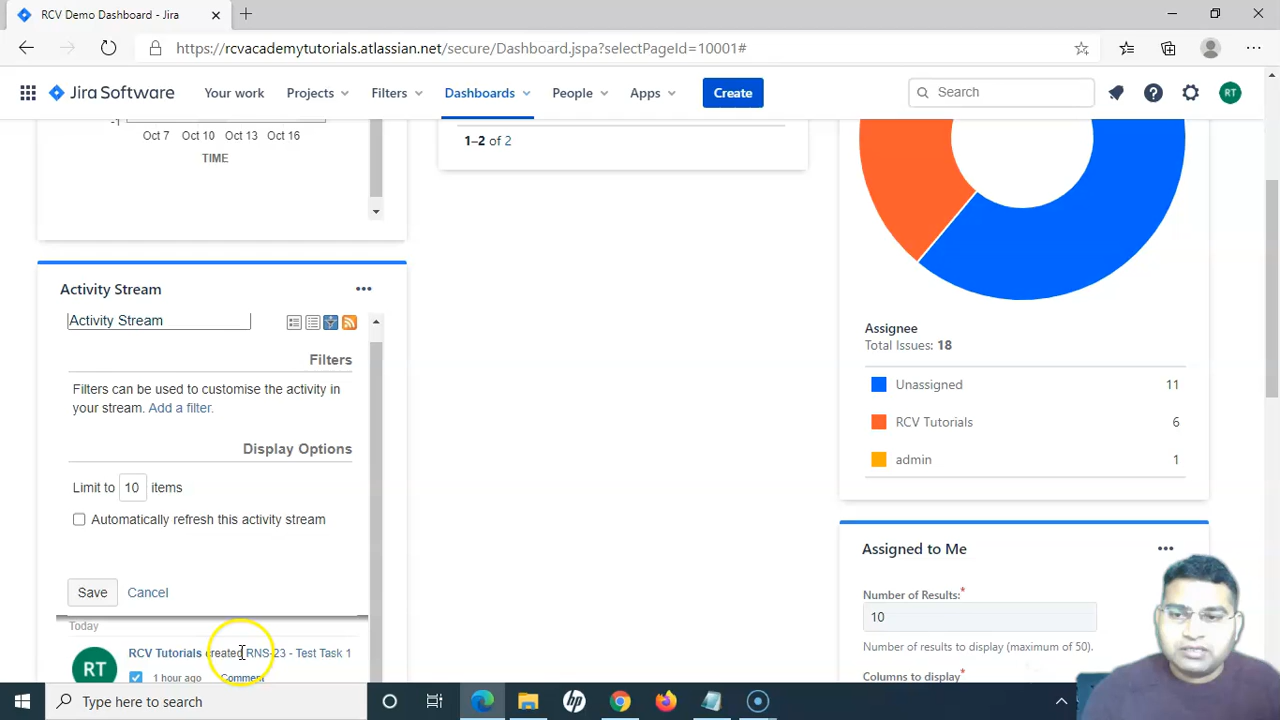 RCV Demo Dashboard - Jira
https://rcvacademytutorials.atlassian.net/secure/Dashboard.jspa?selectPageId=10001#
Jira Software
Your work
Projects
Filters
Dashboards
People
Apps
Create
Search
RT
-1
Oct 7 Oct 10 Oct 13 Oct 16
TIME
1–2 of 2
Activity Stream
Activity Stream
Filters
Filters can be used to customise the activity in
your stream. Add a filter.
Display Options
Limit to 10 items
Automatically refresh this activity stream
Save
Cancel
Today
RT
RCV Tutorials created RNS-23 - Test Task 1
1 hour ago
Comment
Assignee
Total Issues: 18
Unassigned 11
RCV Tutorials 6
admin 1
Assigned to Me
Number of Results:*
10
Number of results to display (maximum of 50).
Columns to display*
Type here to search
hp